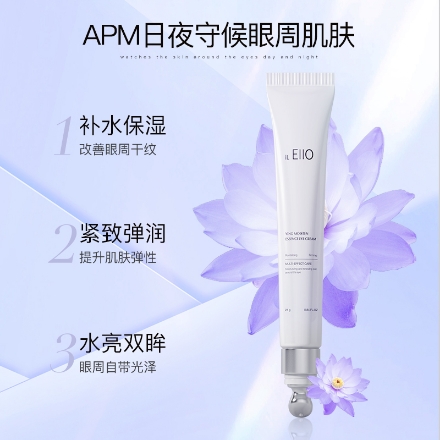 APM日夜守候眼周肌肤
watches the skin around the eyes day and night
1
补水保湿
改善眼周干纹
2
紧致弹润
提升肌肤弹性
3
水亮双眸
眼周自带光泽
EIIO